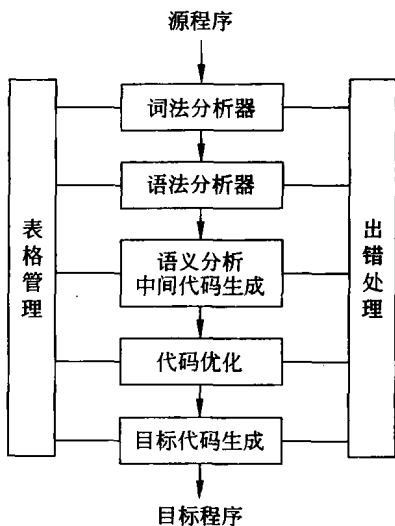 源程序
词法分析器
语法分析器
表格管理
出错处理
语义分析
中间代码生成
代码优化
目标代码生成
目标程序